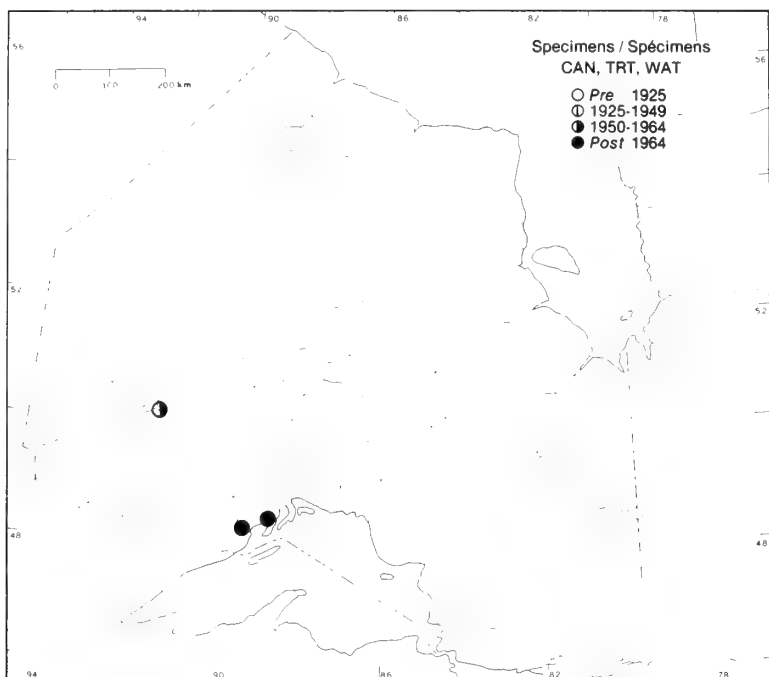 94 90 86 82 78
56 56
Specimens / Spécimens
CAN, TRT, WAT
0 100 200 km
Pre 1925
1925-1949
1950-1964
Post 1964
52 52
48 48
94 90 86 82 78